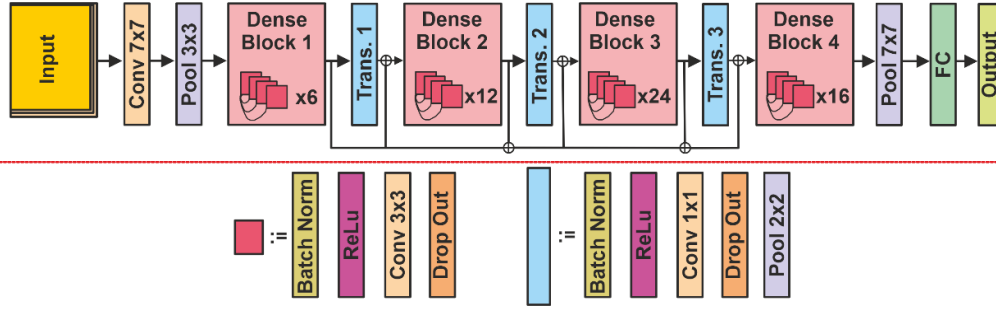 Input
Conv 7x7
Pool 3x3
Dense
Block 1
x6
Trans. 1
Dense
Block 2
x12
Trans. 2
Dense
Block 3
x24
Trans. 3
Dense
Block 4
x16
Pool 7x7
FC
Output
:=
Batch Norm
ReLu
Conv 3x3
Drop Out
:=
Batch Norm
ReLu
Conv 1x1
Drop Out
Pool 2x2